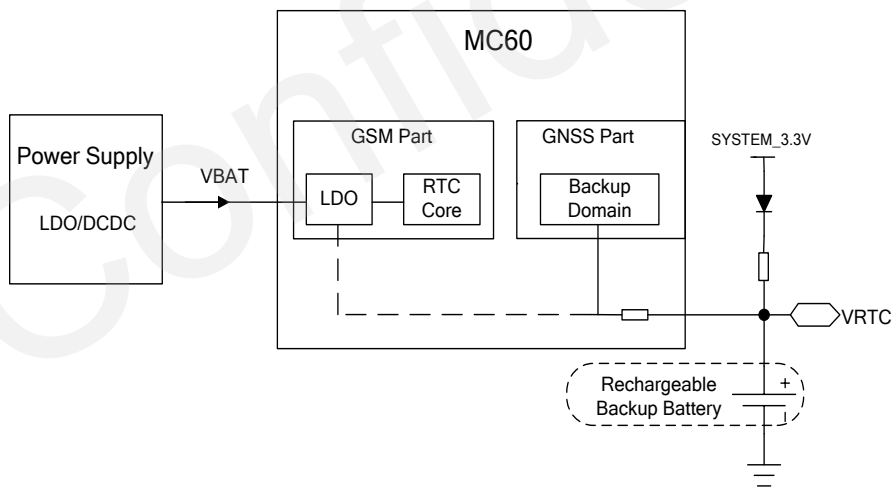 MC60
GSM Part
GNSS Part
SYSTEM_3.3V
Power Supply
LDO/DCDC
VBAT
LDO
RTC
Core
Backup
Domain
VRTC
Rechargeable
Backup Battery
+
Confide